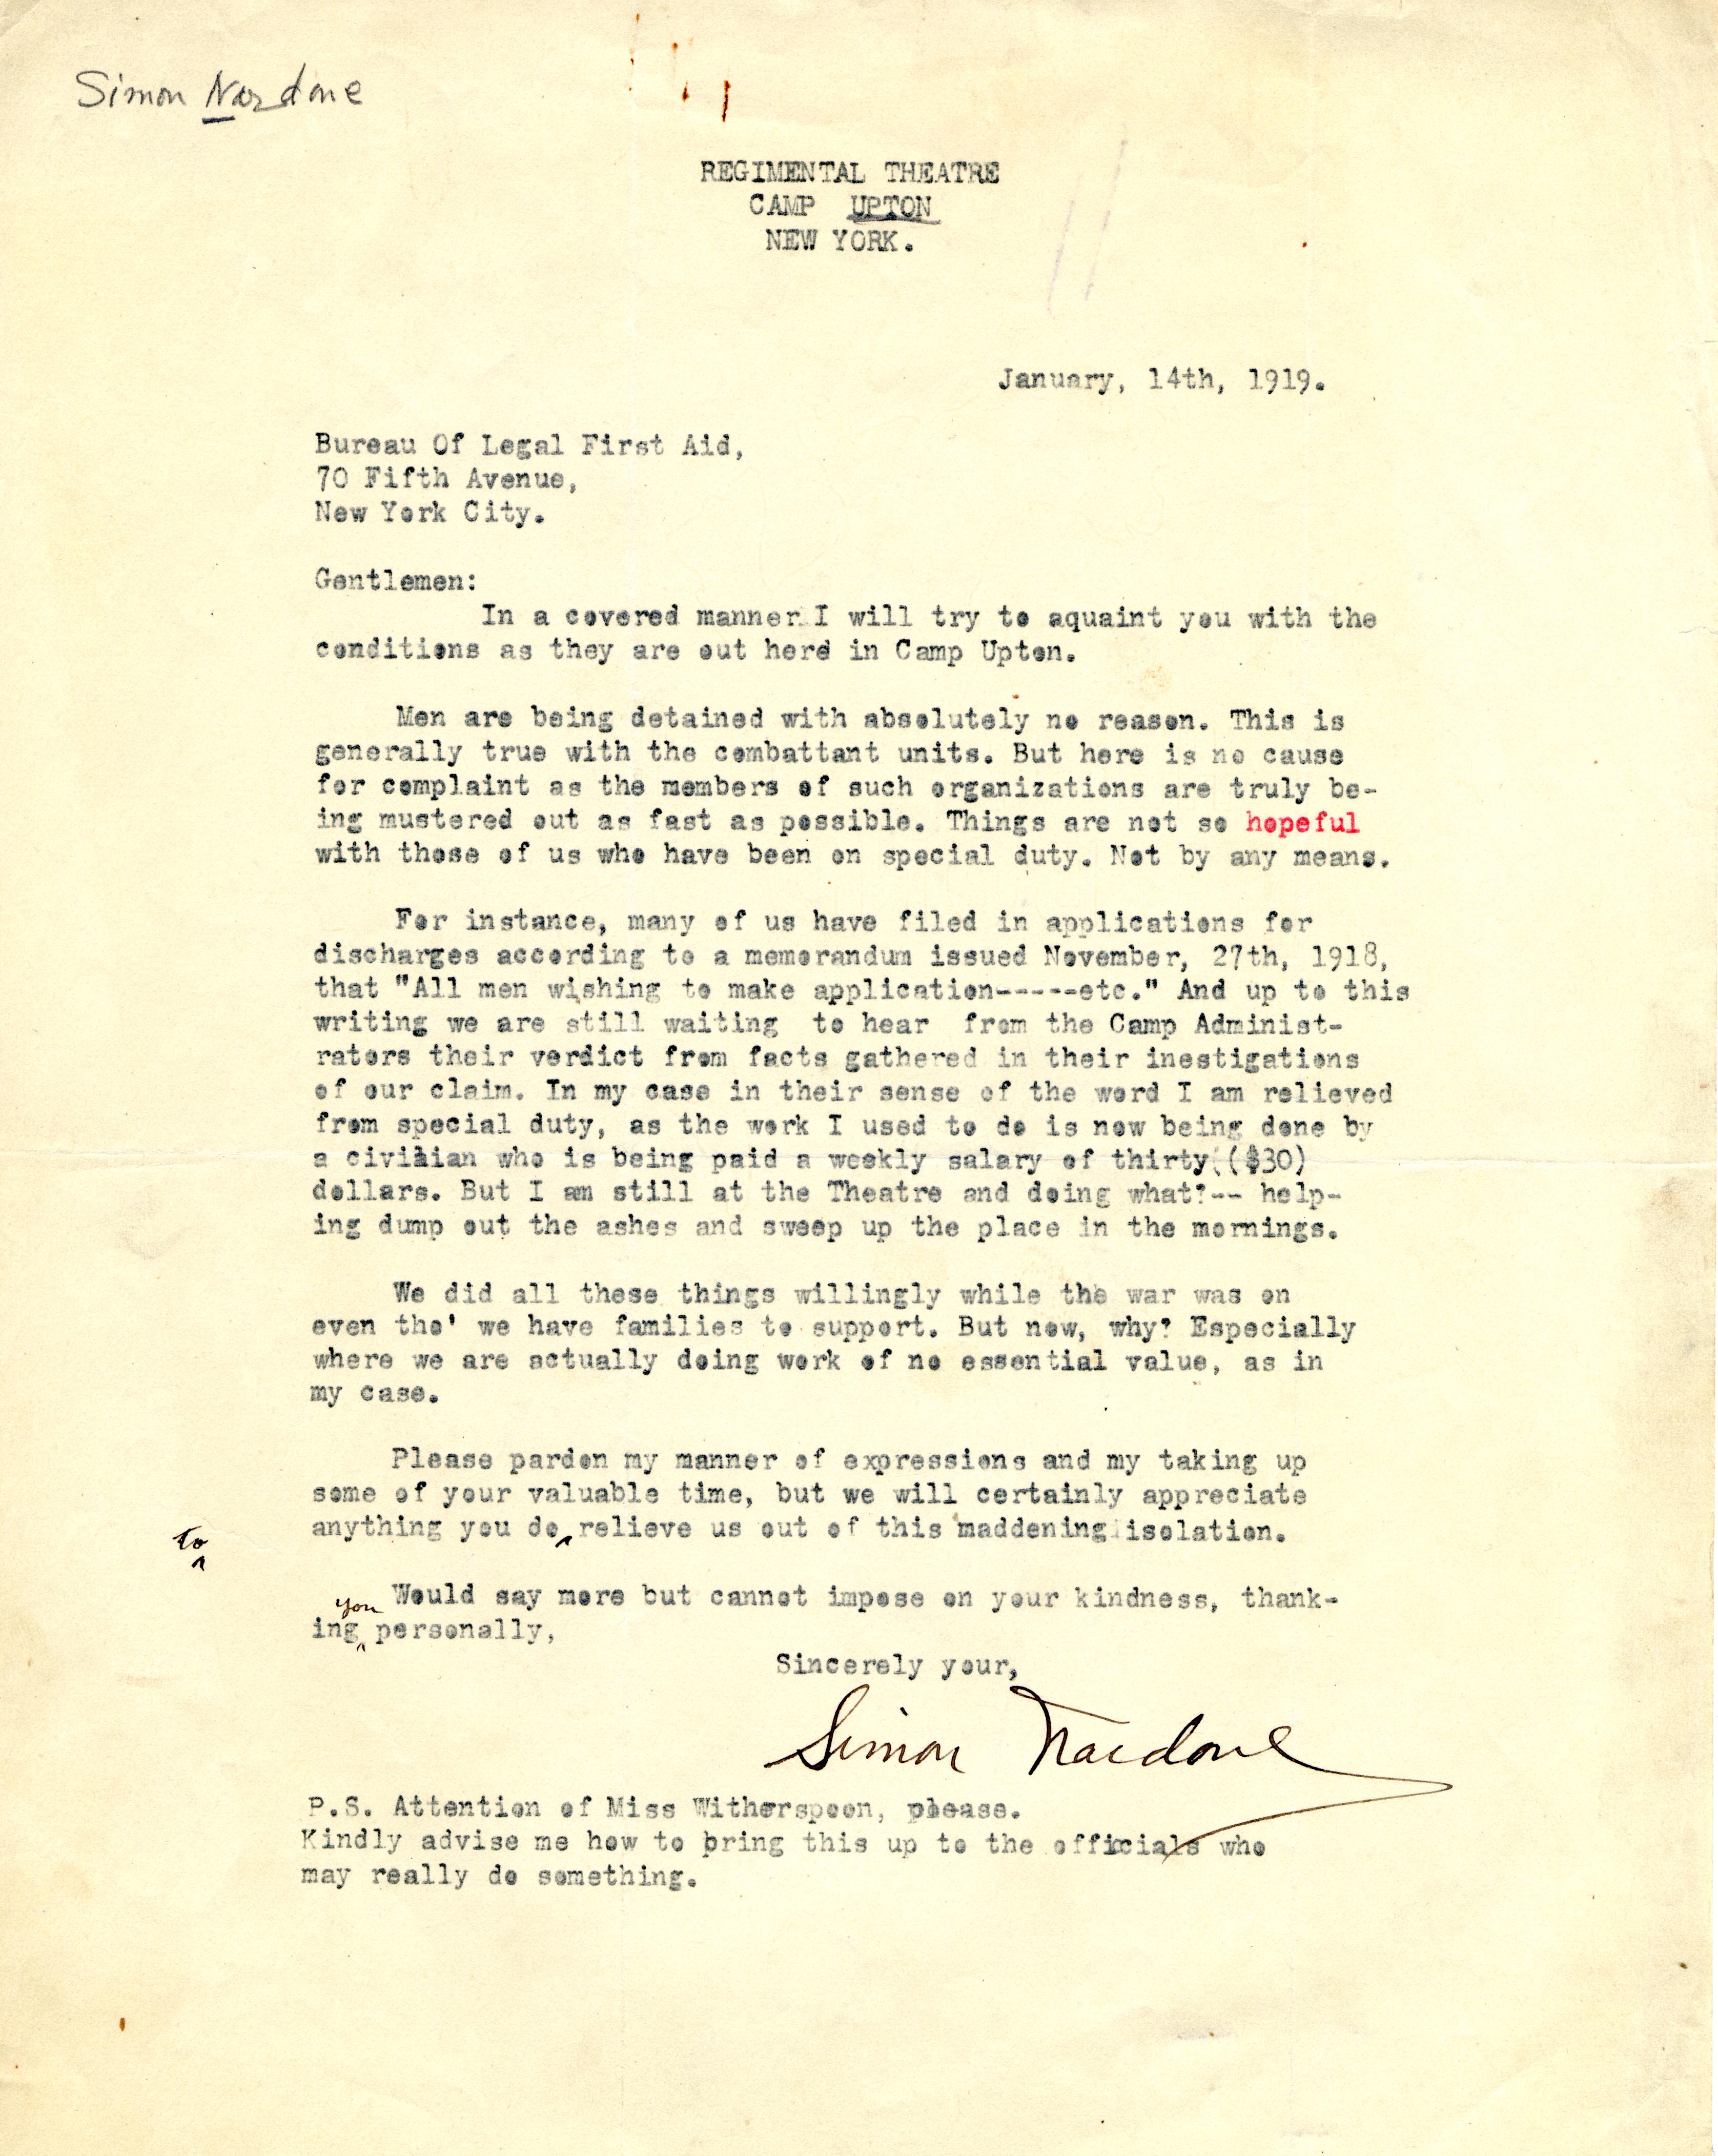 Simon Nardone
REGIMENTAL THEATRE
CAMP UPTON
NEW YORK.
January, 14th, 1919.
Bureau Of Legal First Aid,
70 Fifth Avenue,
New York City.
Gentlemen:
In a covered manner I will try to aquaint you with the
conditions as they are out here in Camp Upton.
Men are being detained with absolutely no reason. This is
generally true with the combattant units. But here is no cause
for complaint as the members of such organizations are truly be-
ing mustered out as fast as possible. Things are not so hopeful
with those of us who have been on special duty. Not by any means.
For instance, many of us have filed in applications for
discharges according to a memorandum issued November, 27th, 1918,
that "All men wishing to make application-----etc." And up to this
writing we are still waiting to hear from the Camp Administ-
rators their verdict from facts gathered in their inestigations
of our claim. In my case in their sense of the word I am relieved
from special duty, as the work I used to do is now being done by
a civilian who is being paid a weekly salary of thirty ($30)
dollars. But I am still at the Theatre and doing what?-- help-
ing dump out the ashes and sweep up the place in the mornings.
We did all these things willingly while the war was on
even tho' we have families to support. But now, why? Especially
where we are actually doing work of no essential value, as in
my case.
Please pardon my manner of expressions and my taking up
some of your valuable time, but we will certainly appreciate
anything you do to relieve us out of this maddening isolation.
Would say more but cannot impose on your kindness, thank-
ing you personally,
Sincerely your,
Simon Nardone
P.S. Attention of Miss Witherspoon, please.
Kindly advise me how to bring this up to the officials who
may really do something.